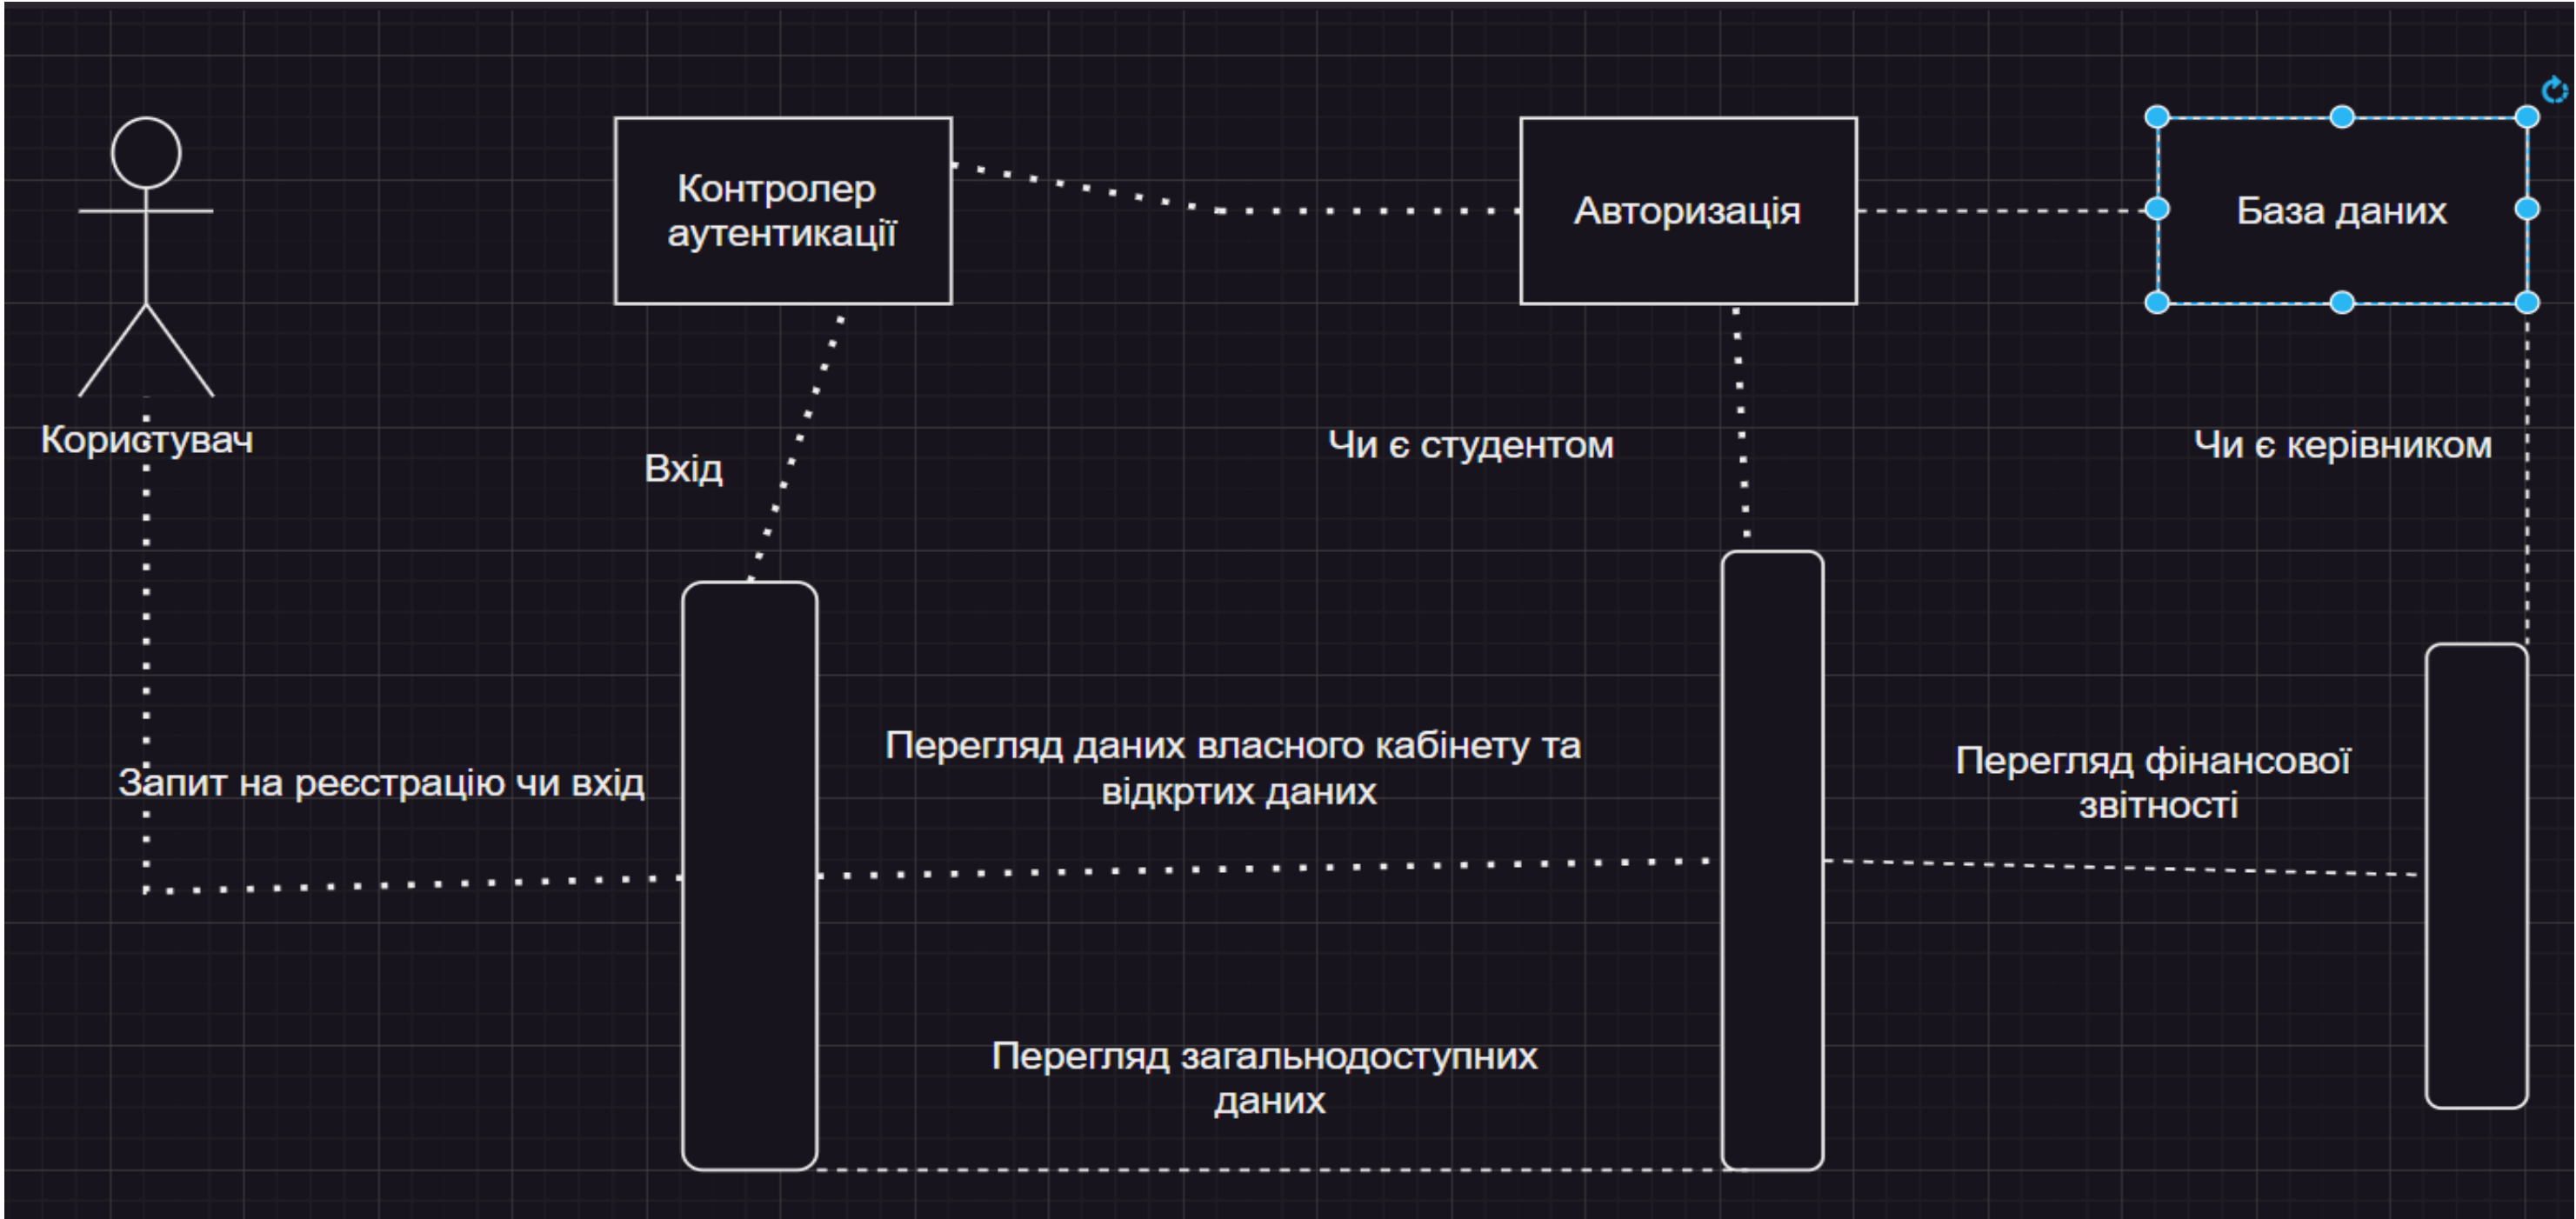 Контролер
аутентикації
Авторизація
База даних
Користувач
Вхід
Чи є студентом
Чи є керівником
Запит на реєстрацію чи вхід
Перегляд даних власного кабінету та
відкртих даних
Перегляд фінансової
звітності
Перегляд загальнодоступних
даних